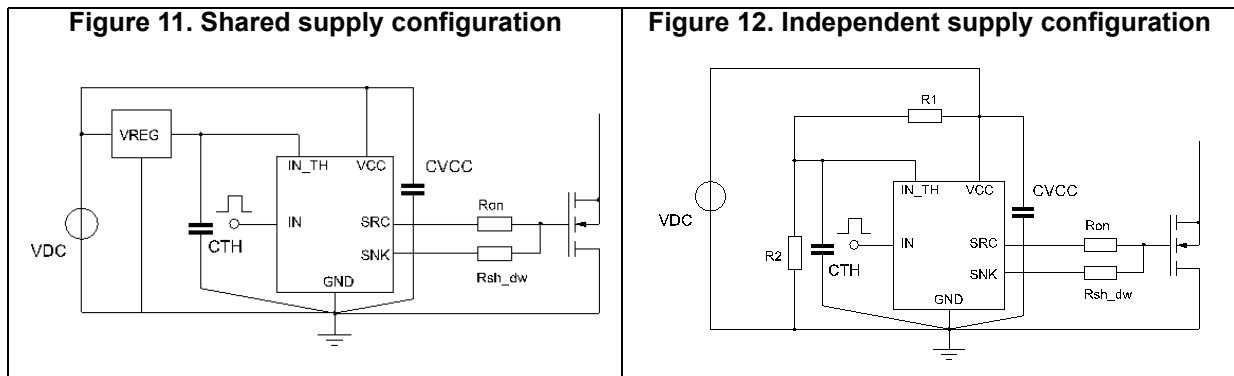 Figure 11. Shared supply configuration
VREG
IN_TH
VCC
CVCC
IN
SRC
Ron
VDC
CTH
SNK
Rsh_dw
GND
Figure 12. Independent supply configuration
R1
IN_TH
VCC
CVCC
VDC
IN
SRC
Ron
R2
CTH
SNK
Rsh_dw
GND